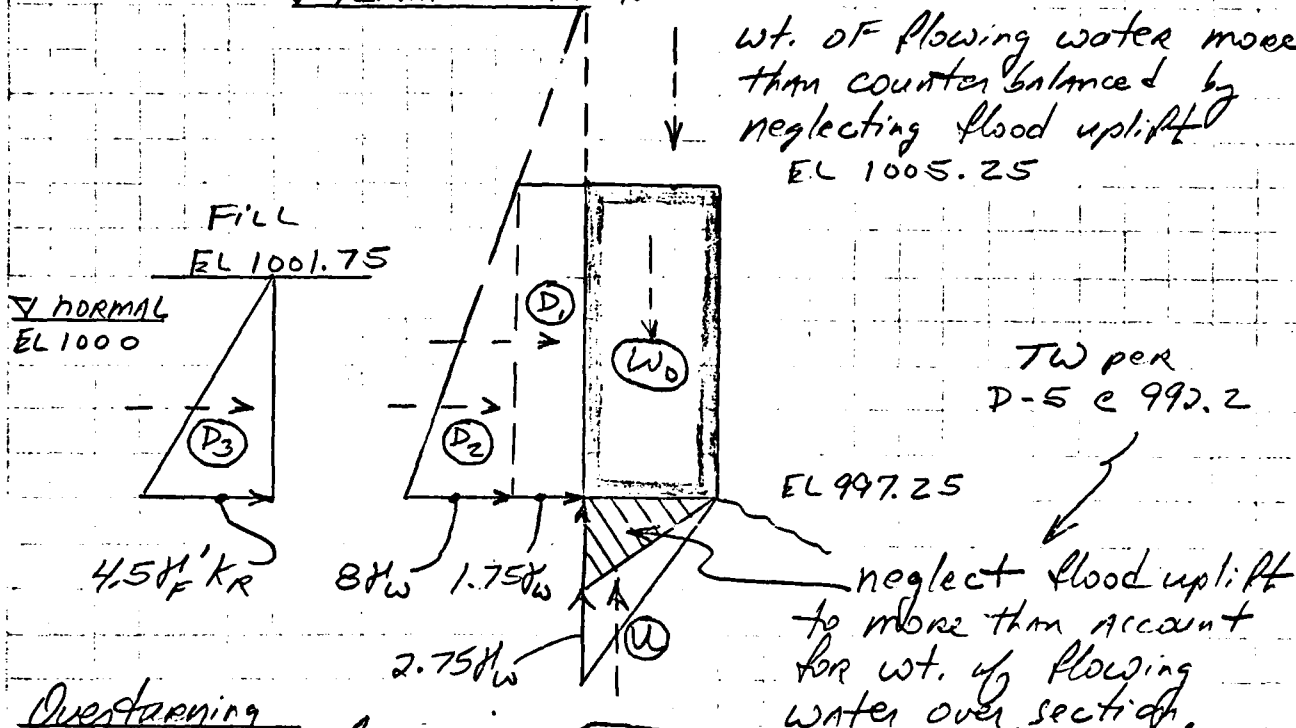 wt. of flowing water more
than counter balanced by
neglecting flood uplift
EL 1005.25
FILL
EL 1001.75
∇ NORMAL
EL 1000
D1
W0
TW per
D-5 @ 992.2
D3
D2
EL 997.25
4.5γF'KR
8γw
1.75γw
neglect flood uplift
to more than account
for wt. of flowing
water over section.
2.75γw
U
Overturning